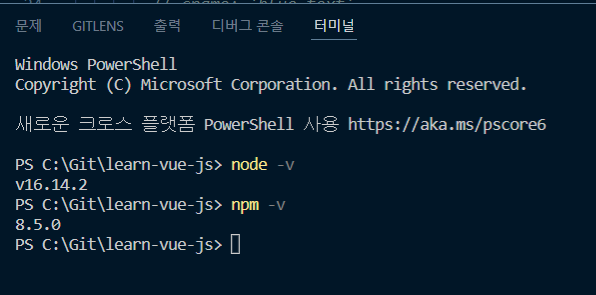 문제 GITLENS 출력 디버그 콘솔 터미널
Windows PowerShell
Copyright (C) Microsoft Corporation. All rights reserved.
새로운 크로스 플랫폼 PowerShell 사용 https://aka.ms/pscore6
PS C:\Git\learn-vue-js> node -v
v16.14.2
PS C:\Git\learn-vue-js> npm -v
8.5.0
PS C:\Git\learn-vue-js>